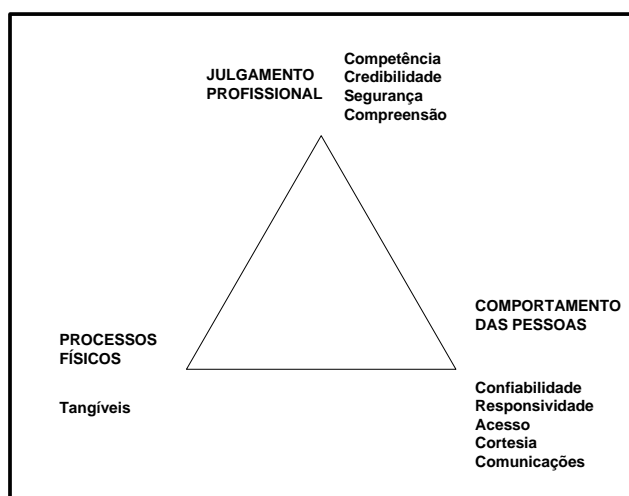 JULGAMENTO
PROFISSIONAL
Competência
Credibilidade
Segurança
Compreensão
PROCESSOS
FÍSICOS
Tangíveis
COMPORTAMENTO
DAS PESSOAS
Confiabilidade
Responsividade
Acesso
Cortesia
Comunicações